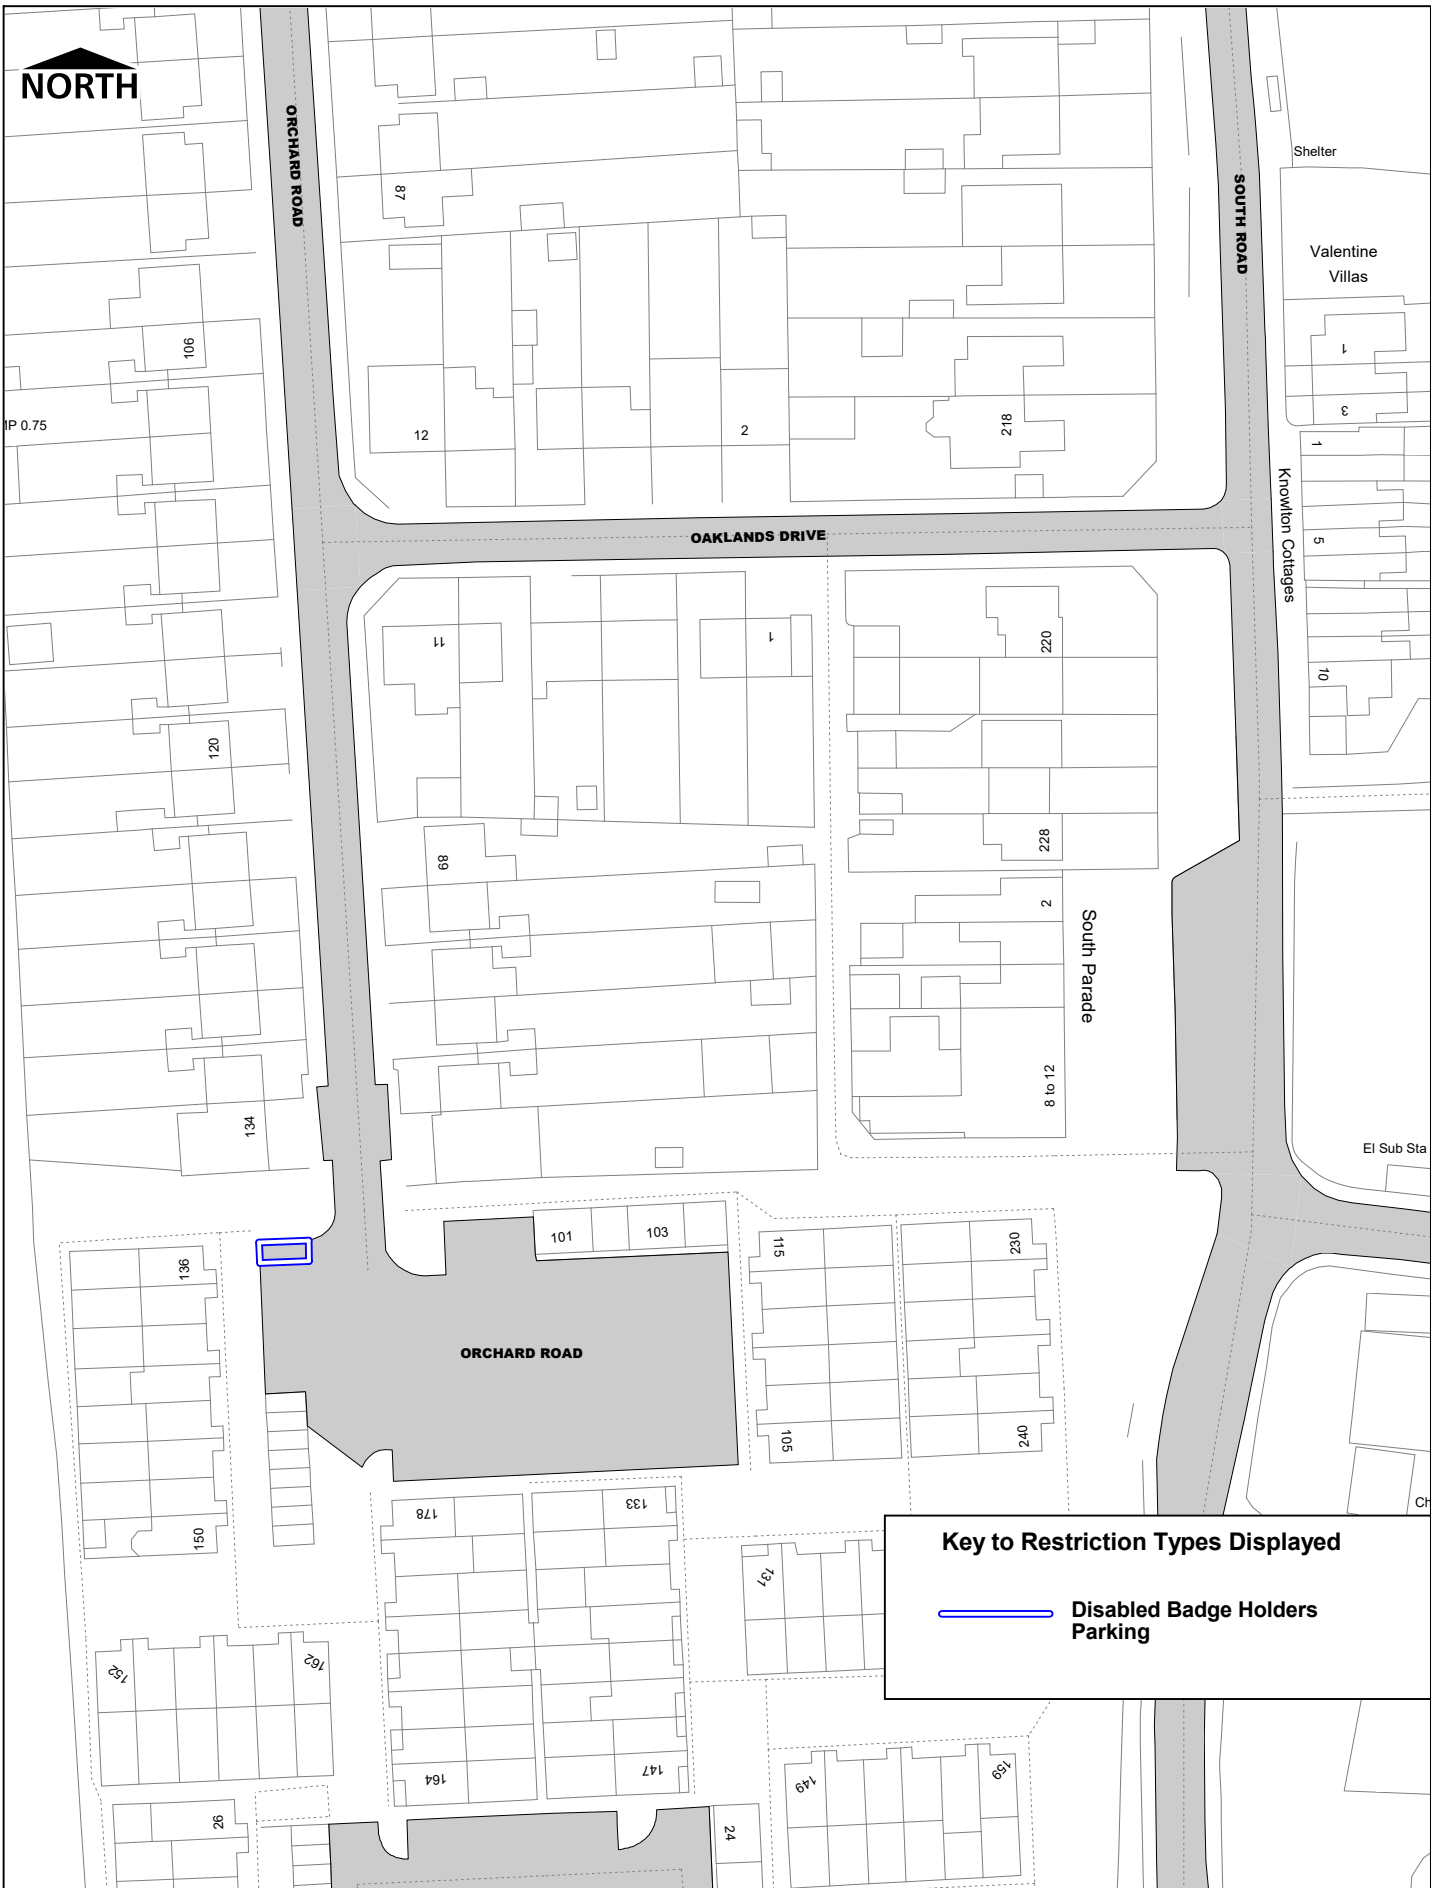 NORTH
ORCHARD ROAD
SOUTH ROAD
Shelter
87
Valentine
Villas
106
1
3
1P 0.75
12
2
218
1
Knowlton Cottages
5
OAKLANDS DRIVE
11
1
220
10
120
89
228
2
South Parade
8 to 12
134
El Sub Sta
101
103
115
230
136
ORCHARD ROAD
105
240
178
133
150
131
Key to Restriction Types Displayed
Disabled Badge Holders
Parking
152
162
164
147
149
159
26
24